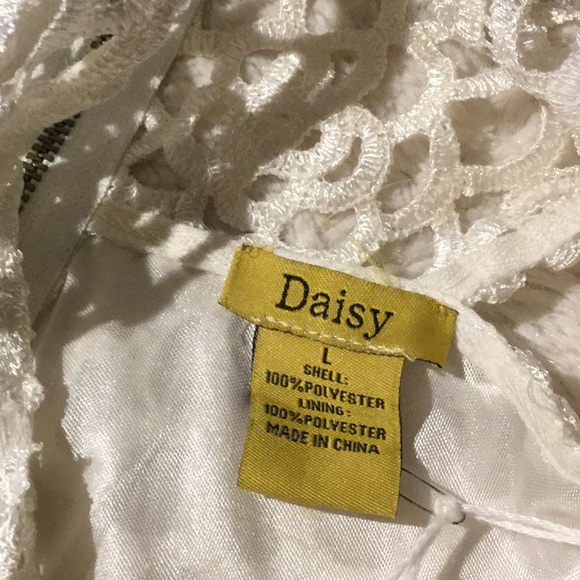 Daisy
L
SHELL:
100%POLYESTER
LINING:
100%POLYESTER
MADE IN CHINA